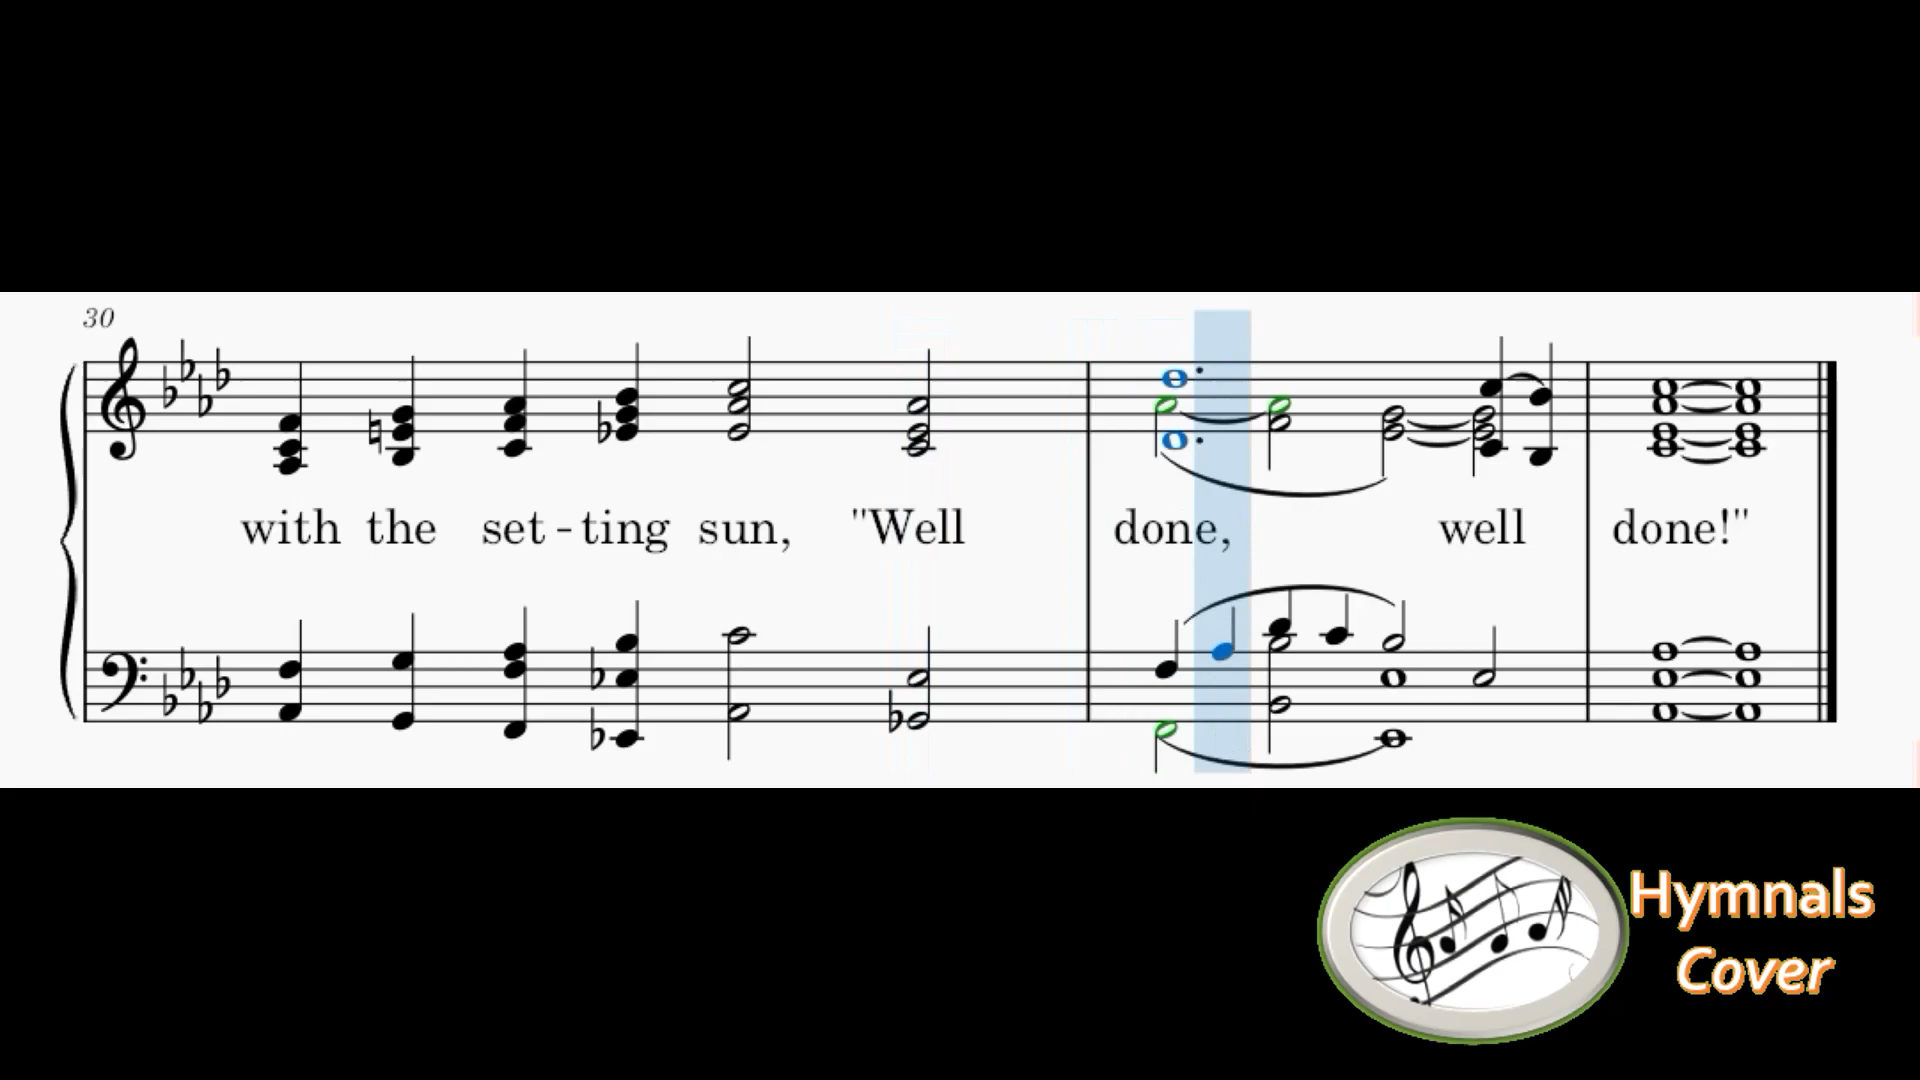 30
with the set-ting sun, "Well done, well done!"
Hymnals
Cover